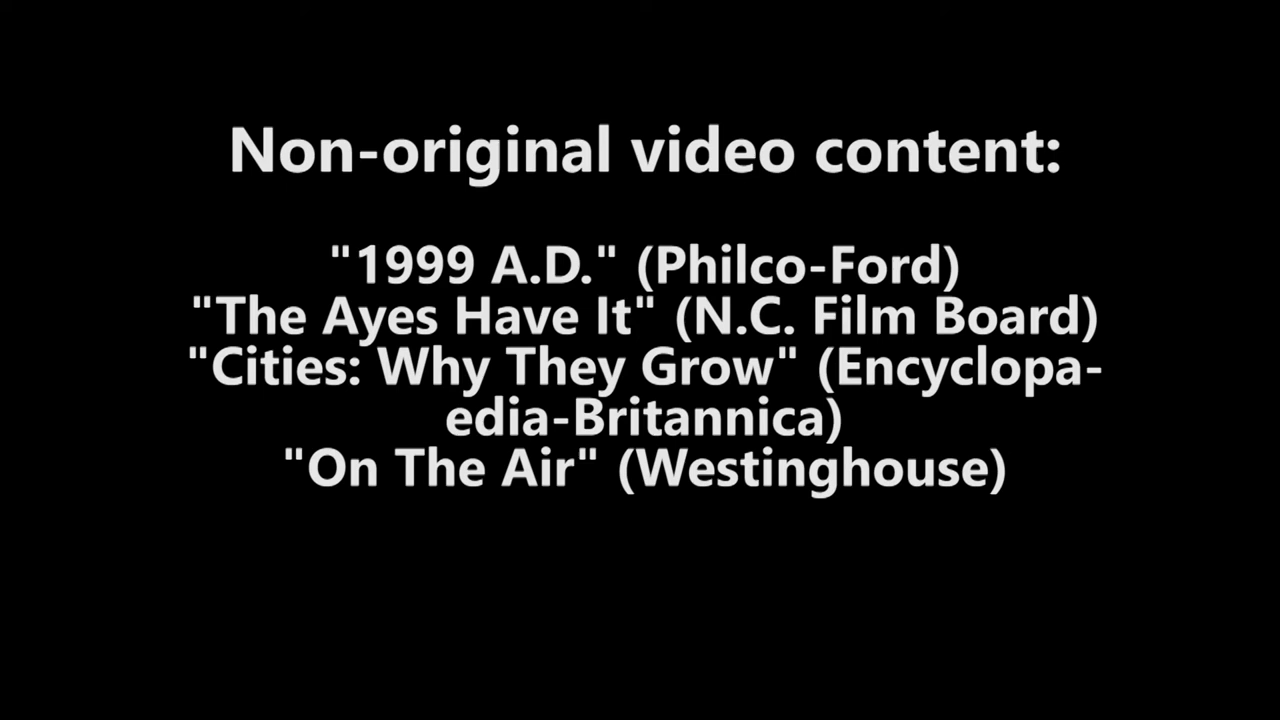 Non-original video content:
"1999 A.D." (Philco-Ford)
"The Ayes Have It" (N.C. Film Board)
"Cities: Why They Grow" (Encyclopa-
edia-Britannica)
"On The Air" (Westinghouse)